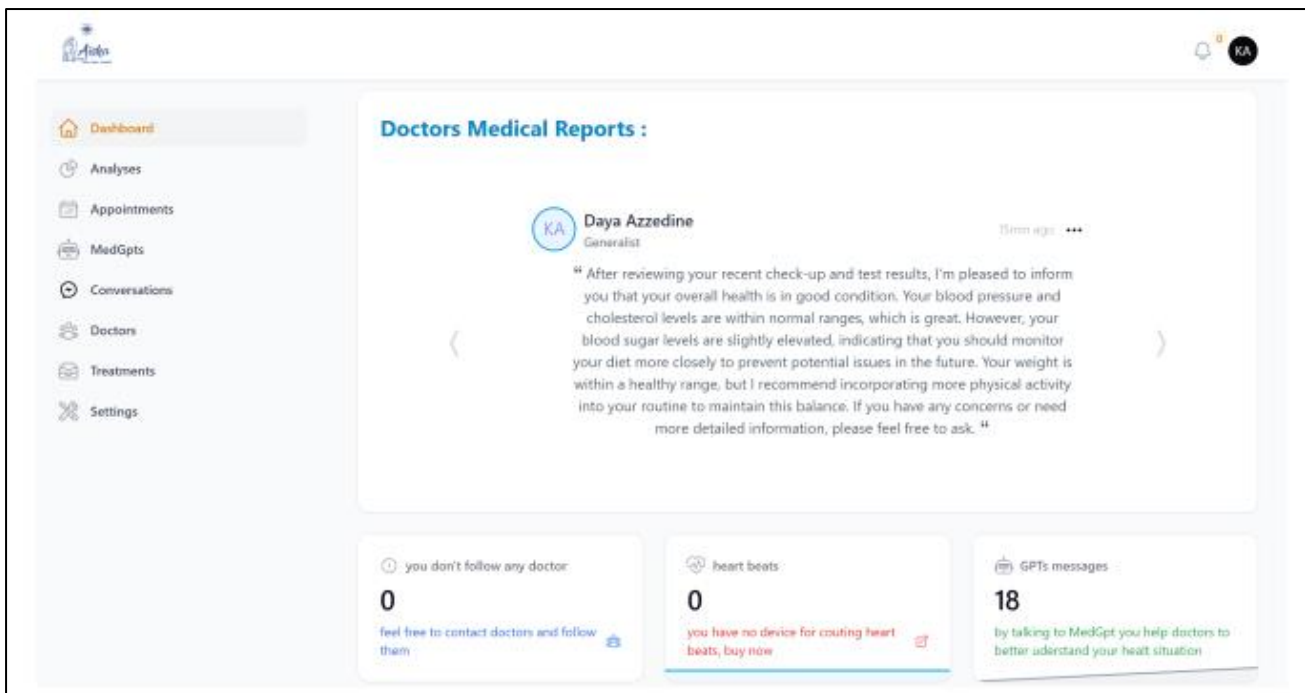 Aida
0
KA
Dashboard
Analyses
Appointments
MedGpts
Conversations
Doctors
Treatments
Settings
Doctors Medical Reports :
KA
Daya Azzedine
Generalist
15mn ago •••
“ After reviewing your recent check-up and test results, I'm pleased to inform
you that your overall health is in good condition. Your blood pressure and
cholesterol levels are within normal ranges, which is great. However, your
blood sugar levels are slightly elevated, indicating that you should monitor
your diet more closely to prevent potential issues in the future. Your weight is
within a healthy range, but I recommend incorporating more physical activity
into your routine to maintain this balance. If you have any concerns or need
more detailed information, please feel free to ask. “
you don't follow any doctor
0
feel free to contact doctors and follow
them
heart beats
0
you have no device for couting heart
beats, buy now
GPTs messages
18
by talking to MedGpt you help doctors to
better aderstand your healt situation